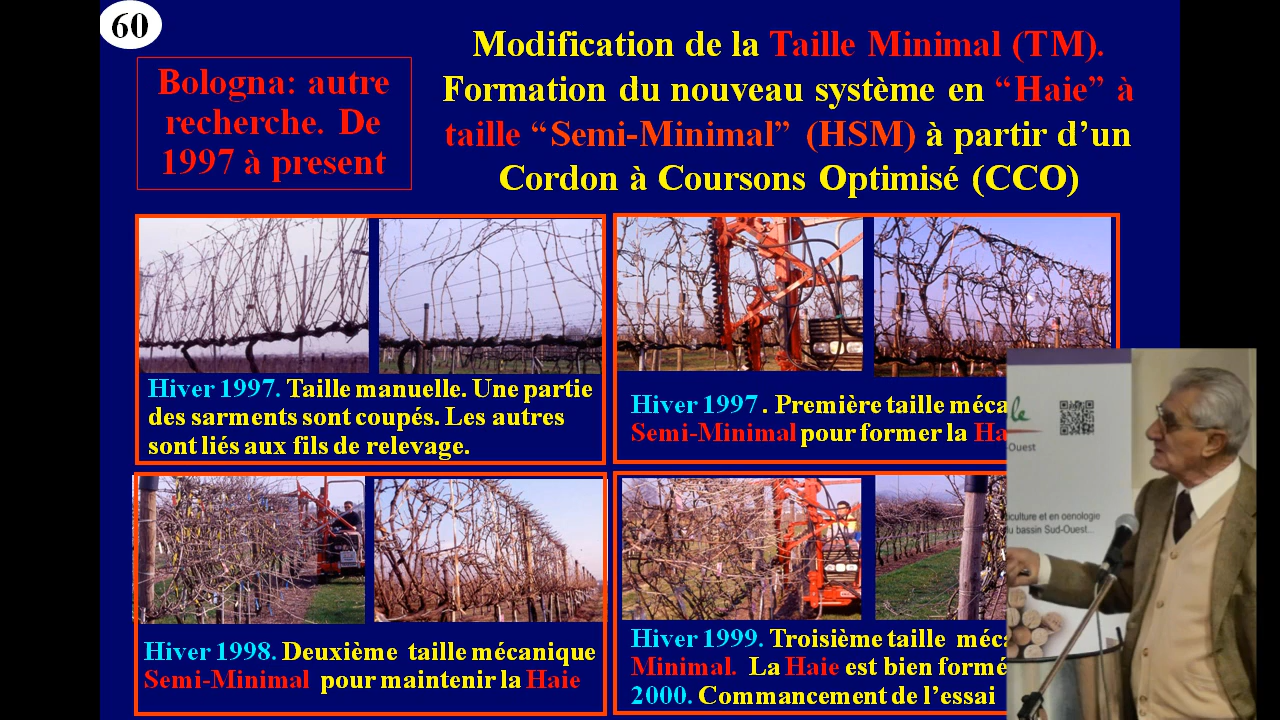 60
Bologna: autre
recherche. De
1997 à present
Modification de la Taille Minimal (TM).
Formation du nouveau système en “Haie” à
taille “Semi-Minimal” (HSM) à partir d’un
Cordon à Coursons Optimisé (CCO)
Hiver 1997. Taille manuelle. Une partie
des sarments sont coupés. Les autres
sont liés aux fils de relevage.
Hiver 1997. Première taille méca
Semi-Minimal pour former la Ha
Hiver 1998. Deuxième taille mécanique
Semi-Minimal pour maintenir la Haie
Hiver 1999. Troisième taille méca
Minimal. La Haie est bien formé
2000. Commancement de l’essai
-Ouest
iculture et en oenologie
u bassin Sud-Ouest...